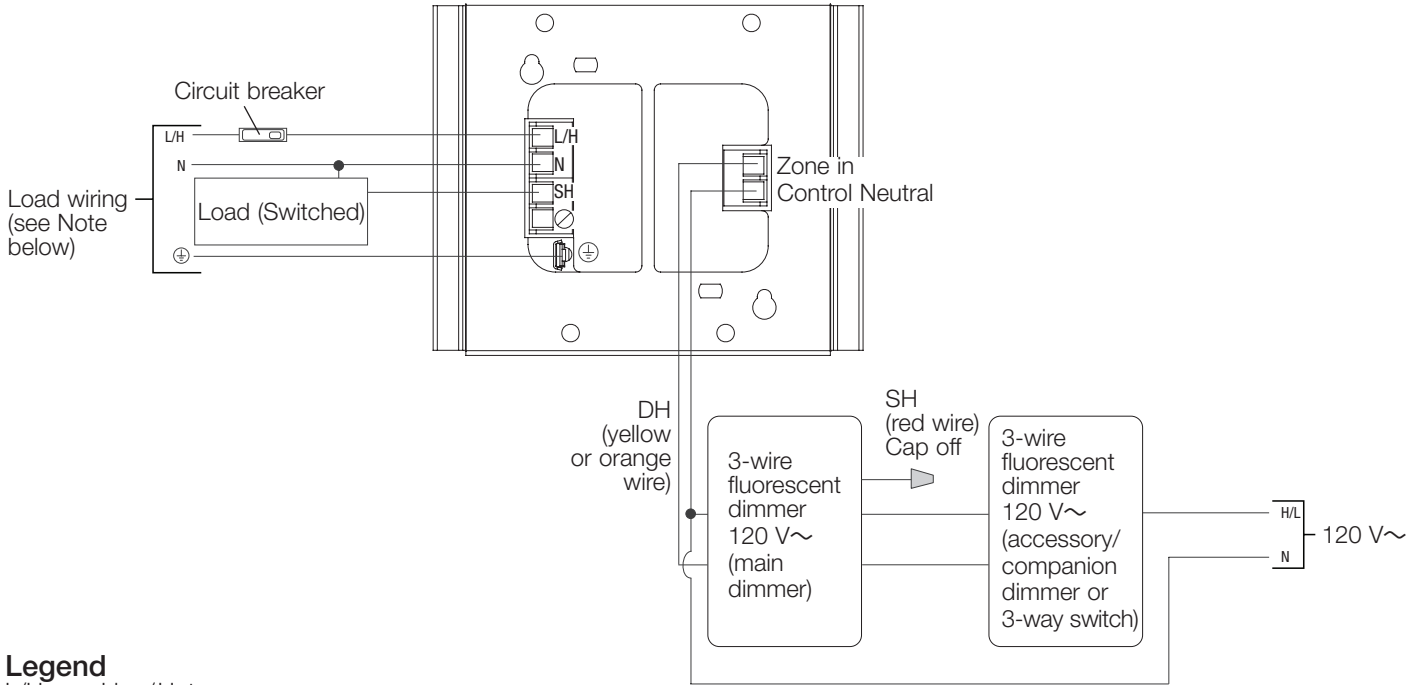 Circuit breaker
L/H
N
Load wiring
(see Note
below)
Load (Switched)
L/H
N
SH
Zone in
Control Neutral
DH
(yellow
or orange
wire)
3-wire
fluorescent
dimmer
120 V~
(main
dimmer)
SH
(red wire)
Cap off
3-wire
fluorescent
dimmer
120 V~
(accessory/
companion
dimmer or
3-way switch)
H/L
N
120 V~
Legend